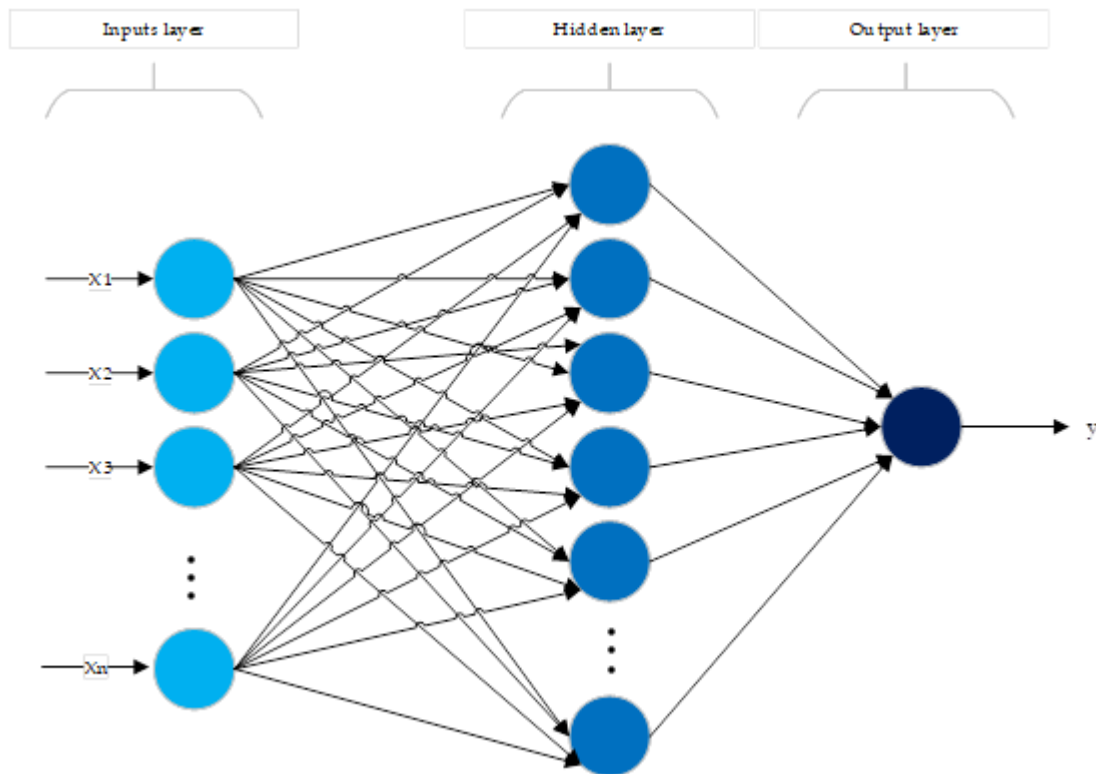 Inputs layer
Hidden layer
Output layer
X1
X2
X3
Xn
y